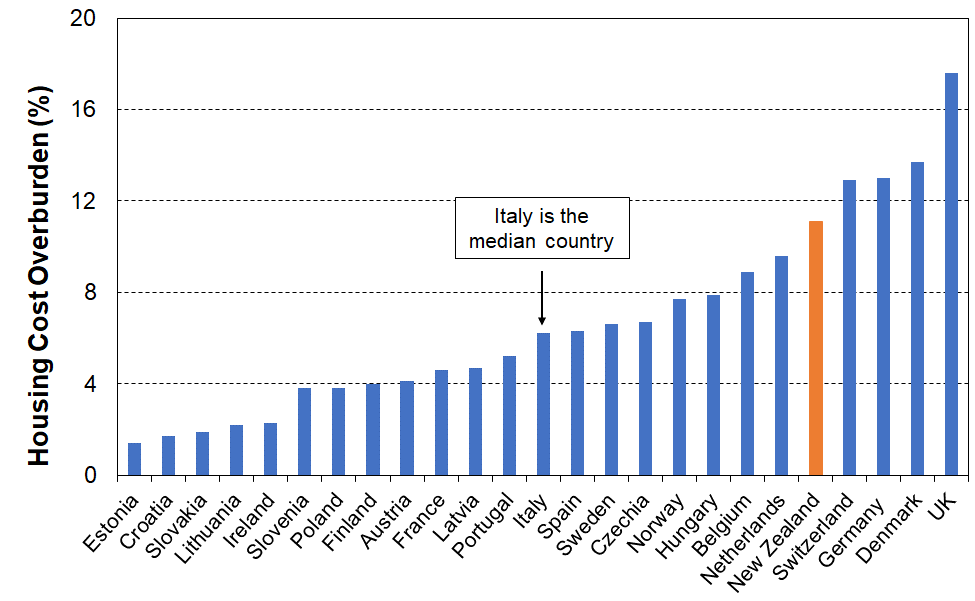 Housing Cost Overburden (%)
20
16
12
8
4
0
Italy is the
median country
Estonia
Croatia
Slovakia
Lithuania
Ireland
Slovenia
Poland
Finland
Austria
France
Latvia
Portugal
Italy
Spain
Sweden
Czechia
Norway
Hungary
Belgium
Netherlands
New Zealand
Switzerland
Germany
Denmark
UK